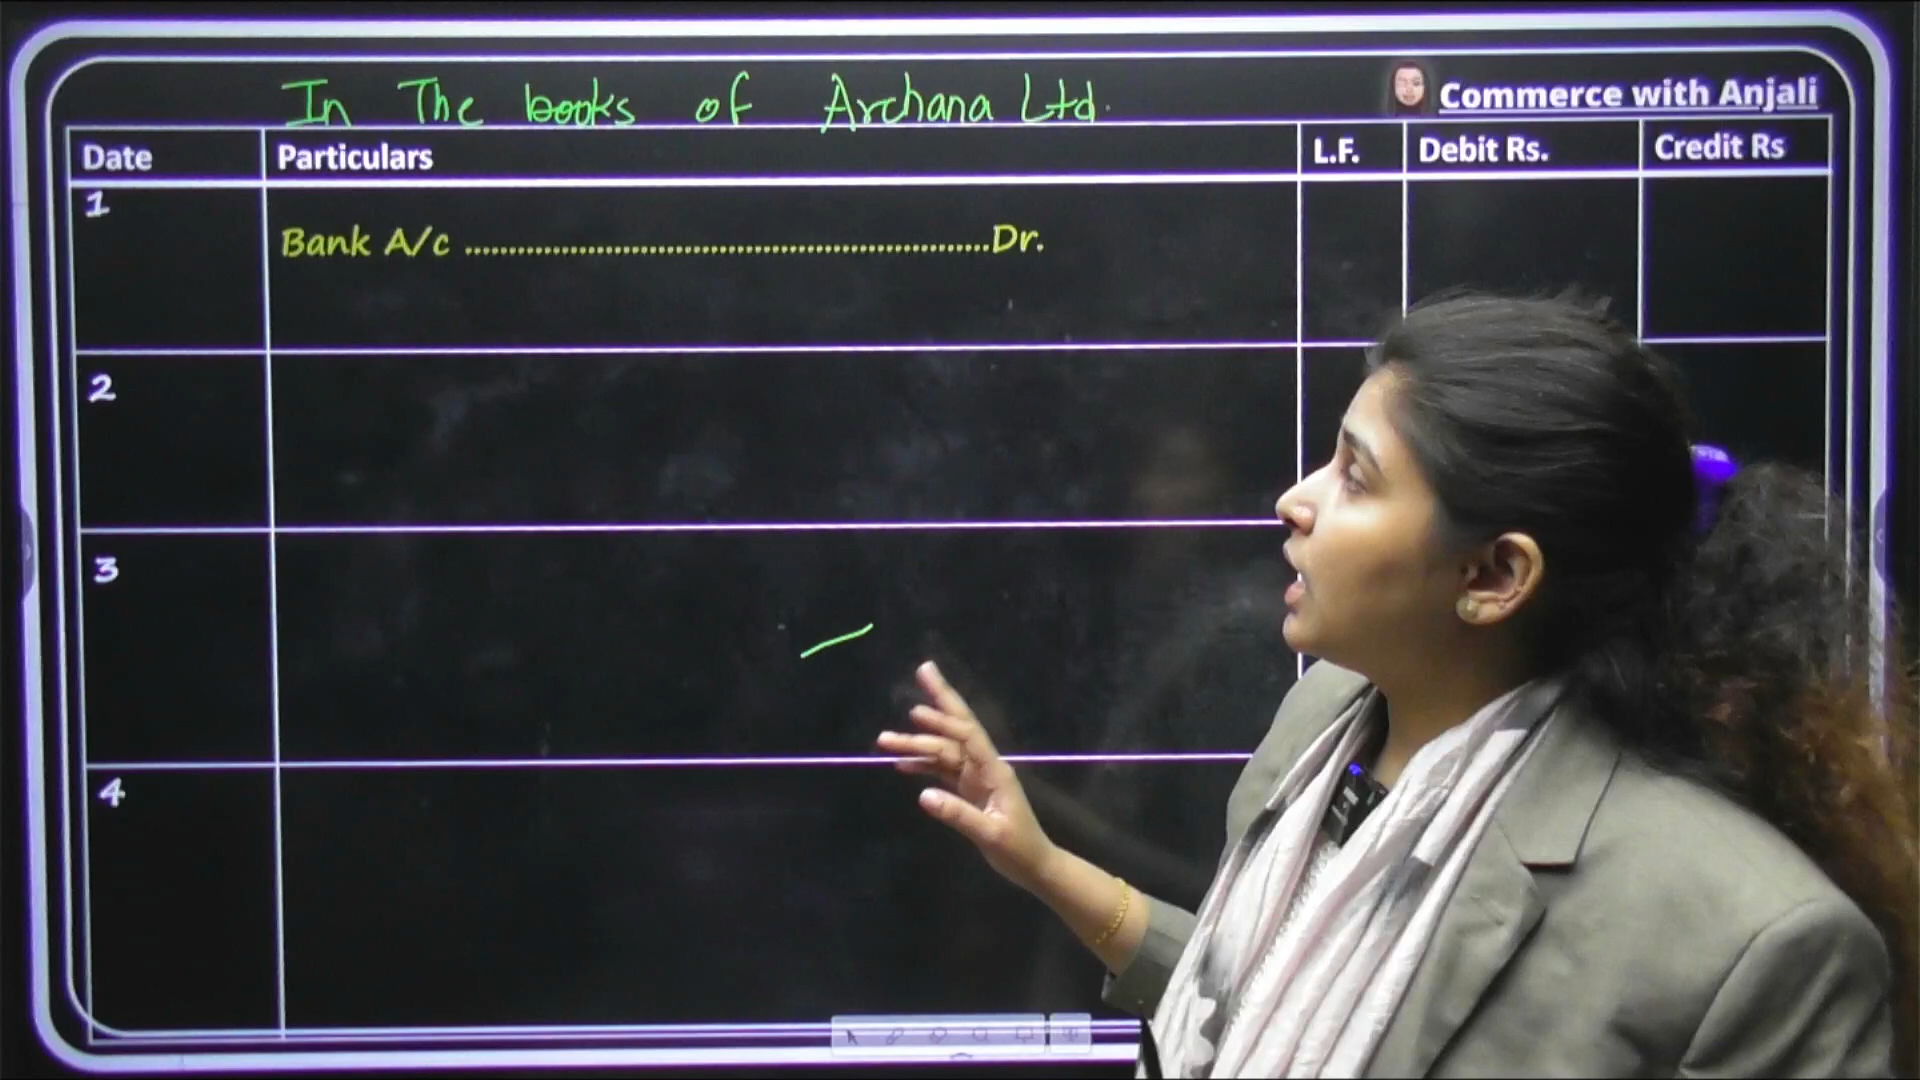 In The books of Archana Ltd.
Commerce with Anjali
Date Particulars L.F. Debit Rs. Credit Rs
1
Bank A/c ............................................................Dr.
2
3
4